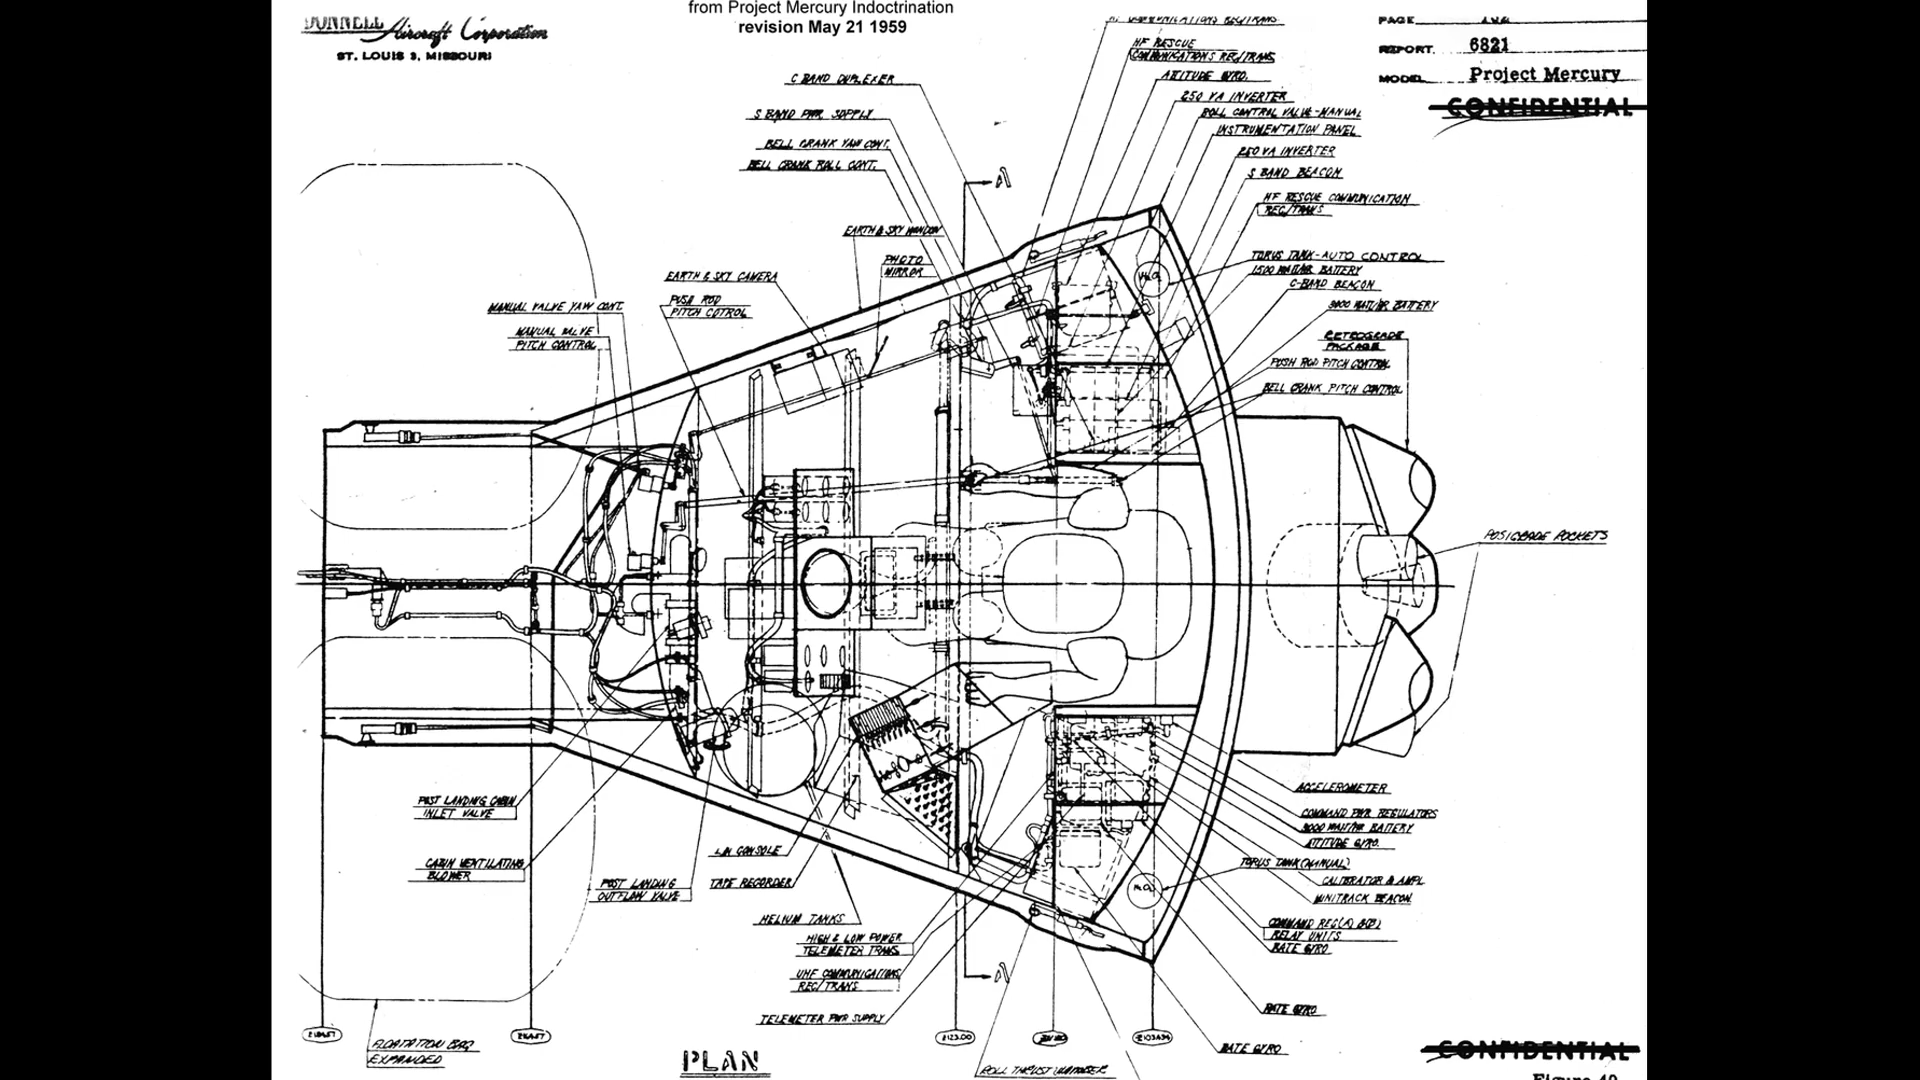 from Project Mercury Indoctrination
revision May 21 1959
Aircraft Corporation
ST. LOUIS 3, MISSOURI
PAGE
REPORT 6821
MODEL Project Mercury
CONFIDENTIAL
C BAND DUPLEXER
S BAND PWR SUPPLY
BELL CRANK YAW CONT.
BELL CRANK ROLL CONT.
EARTH & SKY WINDOW
PHOTO
MIRROR
EARTH & SKY CAMERA
PUSH ROD
PITCH COTROL
MANUAL VALVE YAW CONT.
MANUAL VALVE
PITCH CONTROL
HF RESCUE
COMMUNICATIONS REC/TRANS
ATTITUDE GYRO.
250 VA INVERTER
ROLL CONTROL VALVE-MANUAL
INSTRUMENTATION PANEL
250 VA INVERTER
S BAND BEACON
HF RESCUE COMMUNICATION
REC/TRANS
TORUS TANK-AUTO CONTROL
1500 WATT/HR BATTERY
C-BAND BEACON
3000 WATT/HR BATTERY
RETROGRADE
PACKAGE
PUSH ROD PITCH CONTROL
BELL CRANK PITCH CONTROL
POSIGRADE ROCKETS
A
H₂O₂
POST LANDING CABIN
INLET VALVE
CABIN VENTILATING
BLOWER
POST LANDING
OUTFLOW VALVE
L.H. CONSOLE
TAPE RECORDER
HELIUM TANKS
HIGH & LOW POWER
TELEMETER TRANS.
UHF COMMUNICATIONS
REC/TRANS
TELEMETER PWR SUPPLY
ACCELEROMETER
COMMAND PWR REGULATORS
3000 WATT/HR BATTERY
ATTITUDE GYRO.
TORUS TANK (MANUAL)
CALIBRATOR & AMPL.
MINITRACK BEACON.
RELAY UNITS
RATE GYRO
RATE GYRO
RATE GYRO
H₂O₂
A
Z123.00
FLOATATION BAG
EXPANDED
PLAN
ROLL THRUST CHAMBER
CONFIDENTIAL